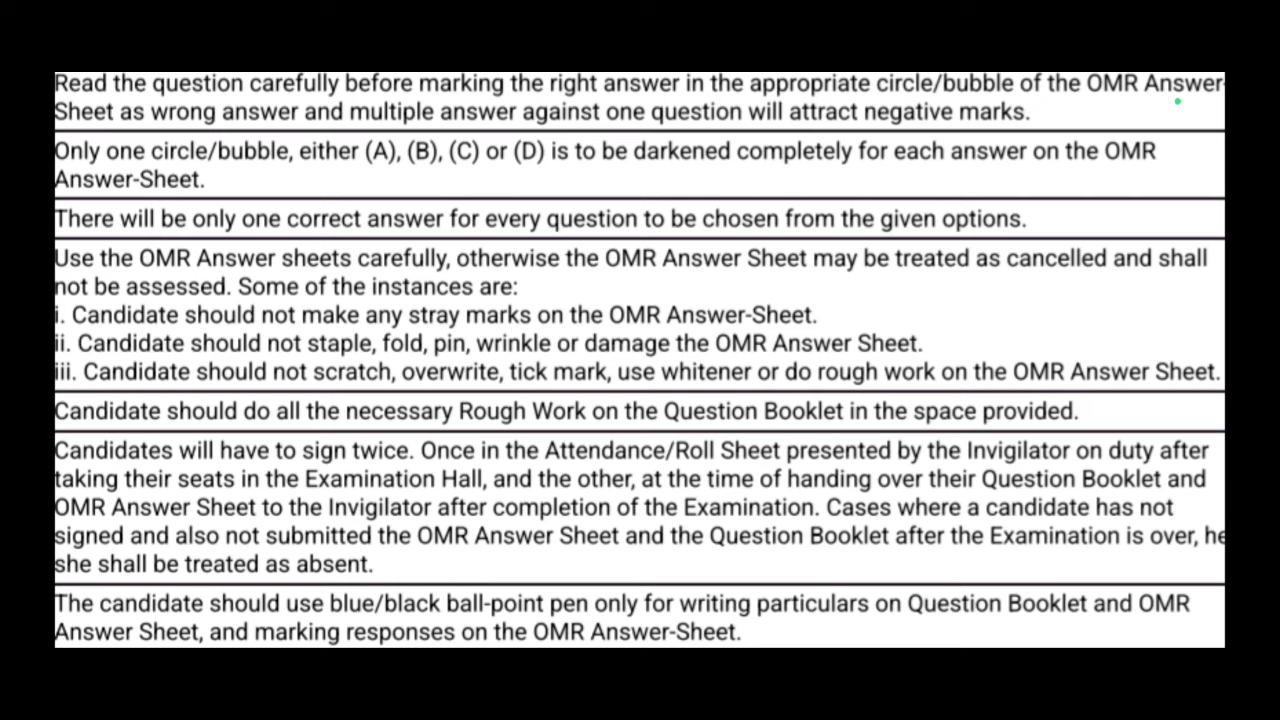 Read the question carefully before marking the right answer in the appropriate circle/bubble of the OMR Answer-
Sheet as wrong answer and multiple answer against one question will attract negative marks.
Only one circle/bubble, either (A), (B), (C) or (D) is to be darkened completely for each answer on the OMR
Answer-Sheet.
There will be only one correct answer for every question to be chosen from the given options.
Use the OMR Answer sheets carefully, otherwise the OMR Answer Sheet may be treated as cancelled and shall
not be assessed. Some of the instances are:
i. Candidate should not make any stray marks on the OMR Answer-Sheet.
ii. Candidate should not staple, fold, pin, wrinkle or damage the OMR Answer Sheet.
iii. Candidate should not scratch, overwrite, tick mark, use whitener or do rough work on the OMR Answer Sheet.
Candidate should do all the necessary Rough Work on the Question Booklet in the space provided.
Candidates will have to sign twice. Once in the Attendance/Roll Sheet presented by the Invigilator on duty after
taking their seats in the Examination Hall, and the other, at the time of handing over their Question Booklet and
OMR Answer Sheet to the Invigilator after completion of the Examination. Cases where a candidate has not
signed and also not submitted the OMR Answer Sheet and the Question Booklet after the Examination is over, he
she shall be treated as absent.
The candidate should use blue/black ball-point pen only for writing particulars on Question Booklet and OMR
Answer Sheet, and marking responses on the OMR Answer-Sheet.